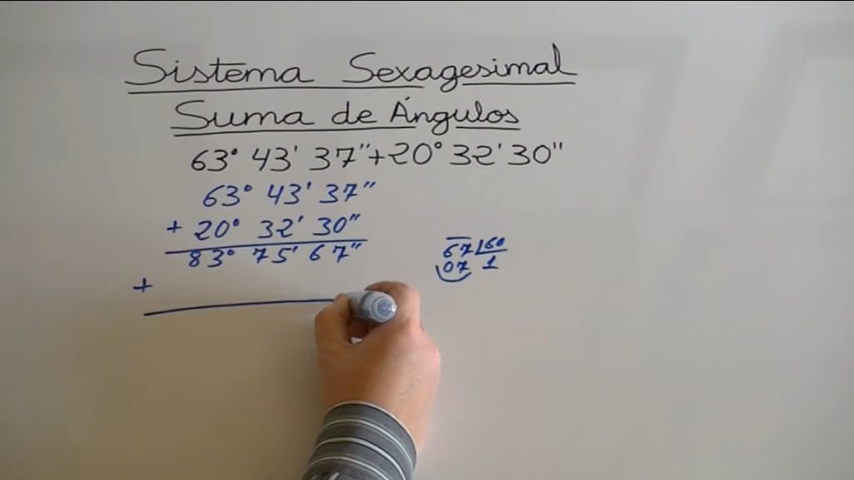 Sistema Sexagesimal
Suma de Ángulos
63° 43' 37"+20° 32' 30"
63° 43' 37"
+ 20° 32' 30"
83° 75' 67"
+
67 60
07 1